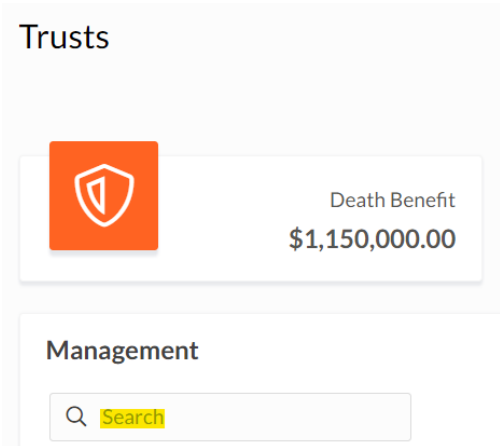 Trusts
Death Benefit
$1,150,000.00
Management
Search